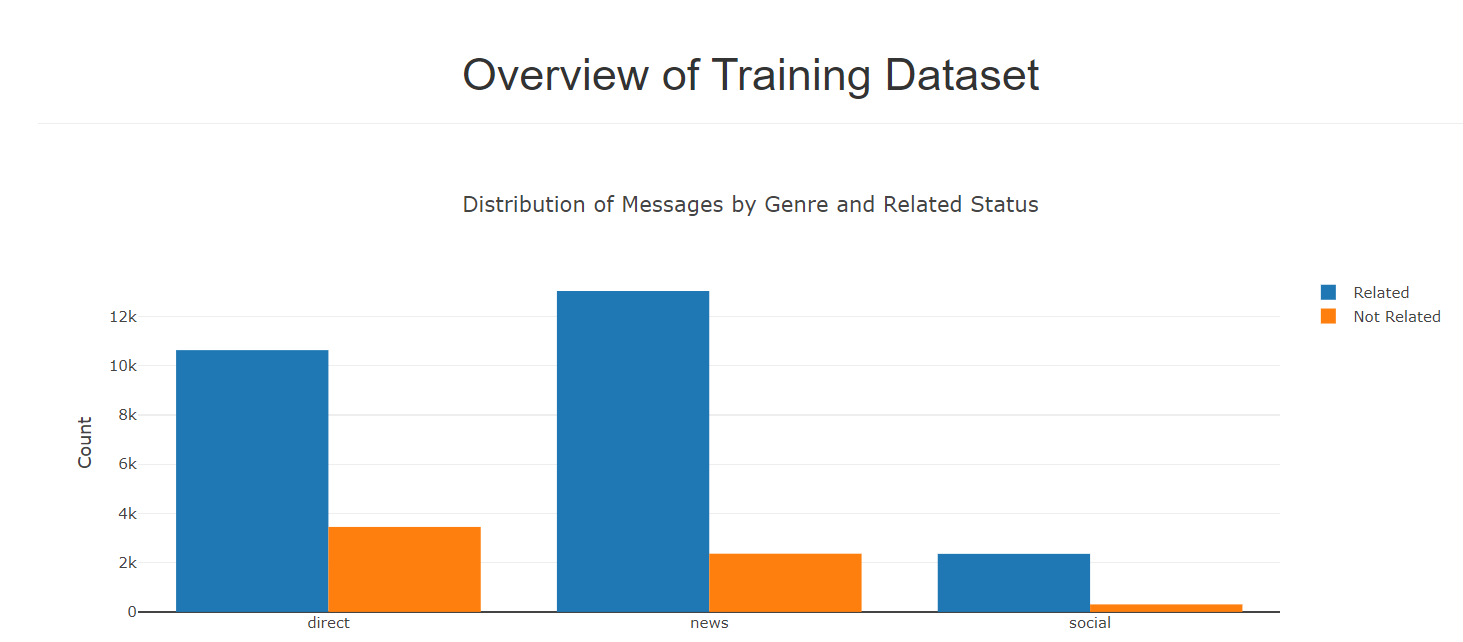 Overview of Training Dataset
Distribution of Messages by Genre and Related Status
Related
Not Related
12k
10k
8k
6k
4k
2k
0
Count
direct
news
social